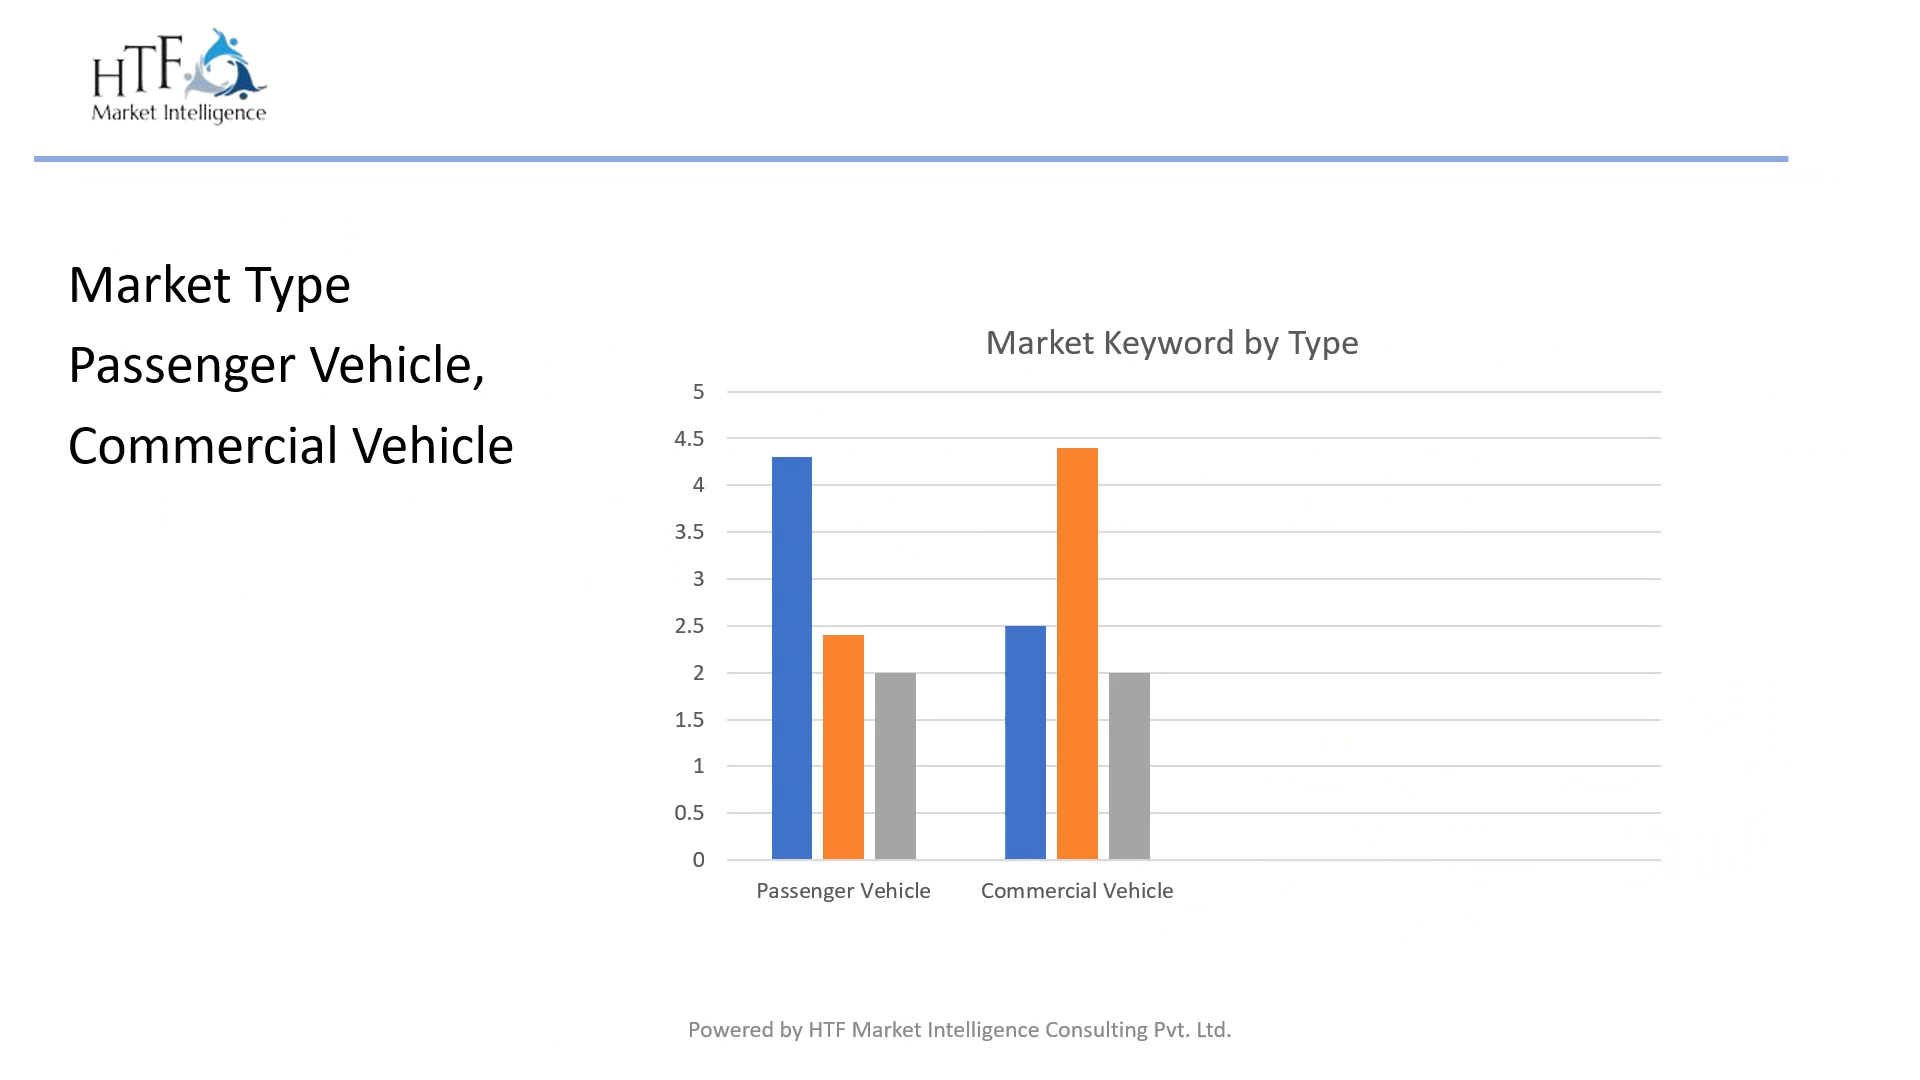 HTF
Market Intelligence
Market Type
Passenger Vehicle,
Commercial Vehicle
Market Keyword by Type
5
4.5
4
3.5
3
2.5
2
1.5
1
0.5
0
Passenger Vehicle
Commercial Vehicle
Powered by HTF Market Intelligence Consulting Pvt. Ltd.